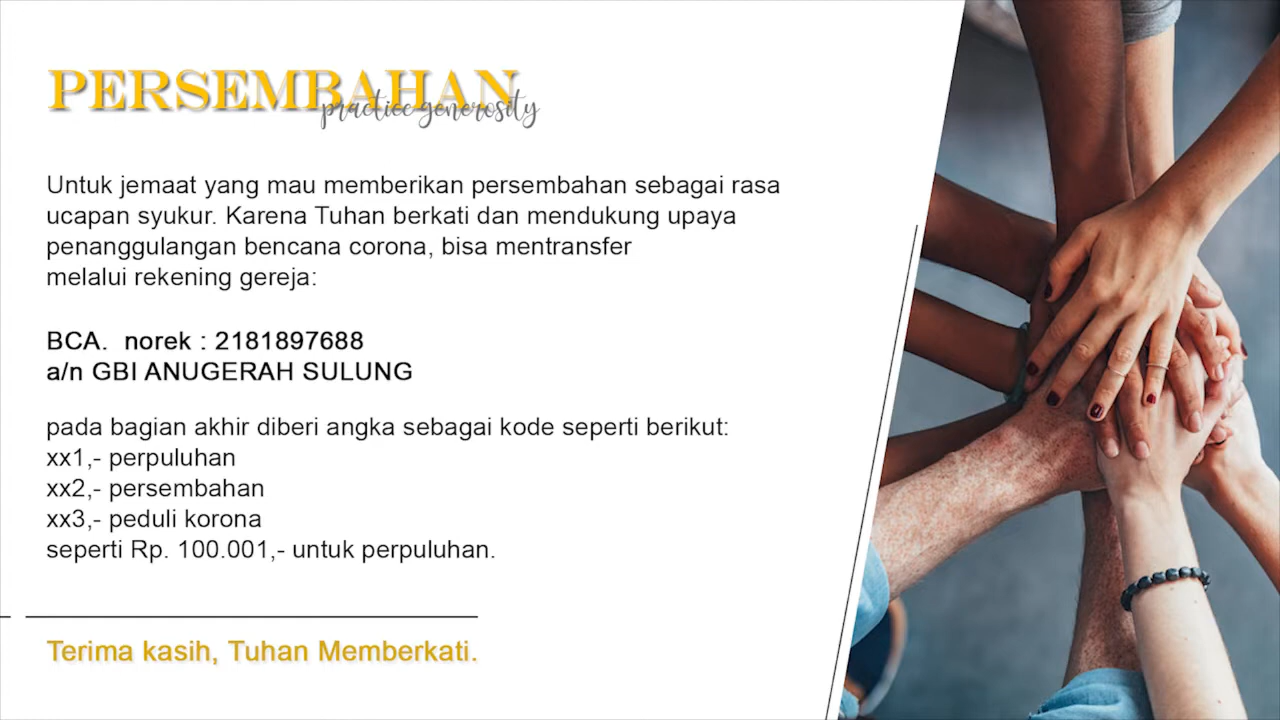 PERSEMBAHAN
practice generosity
Untuk jemaat yang mau memberikan persembahan sebagai rasa
ucapan syukur. Karena Tuhan berkati dan mendukung upaya
penanggulangan bencana corona, bisa mentransfer
melalui rekening gereja:
BCA. norek : 2181897688
a/n GBI ANUGERAH SULUNG
pada bagian akhir diberi angka sebagai kode seperti berikut:
xx1,- perpuluhan
xx2,- persembahan
xx3,- peduli korona
seperti Rp. 100.001,- untuk perpuluhan.
Terima kasih, Tuhan Memberkati.